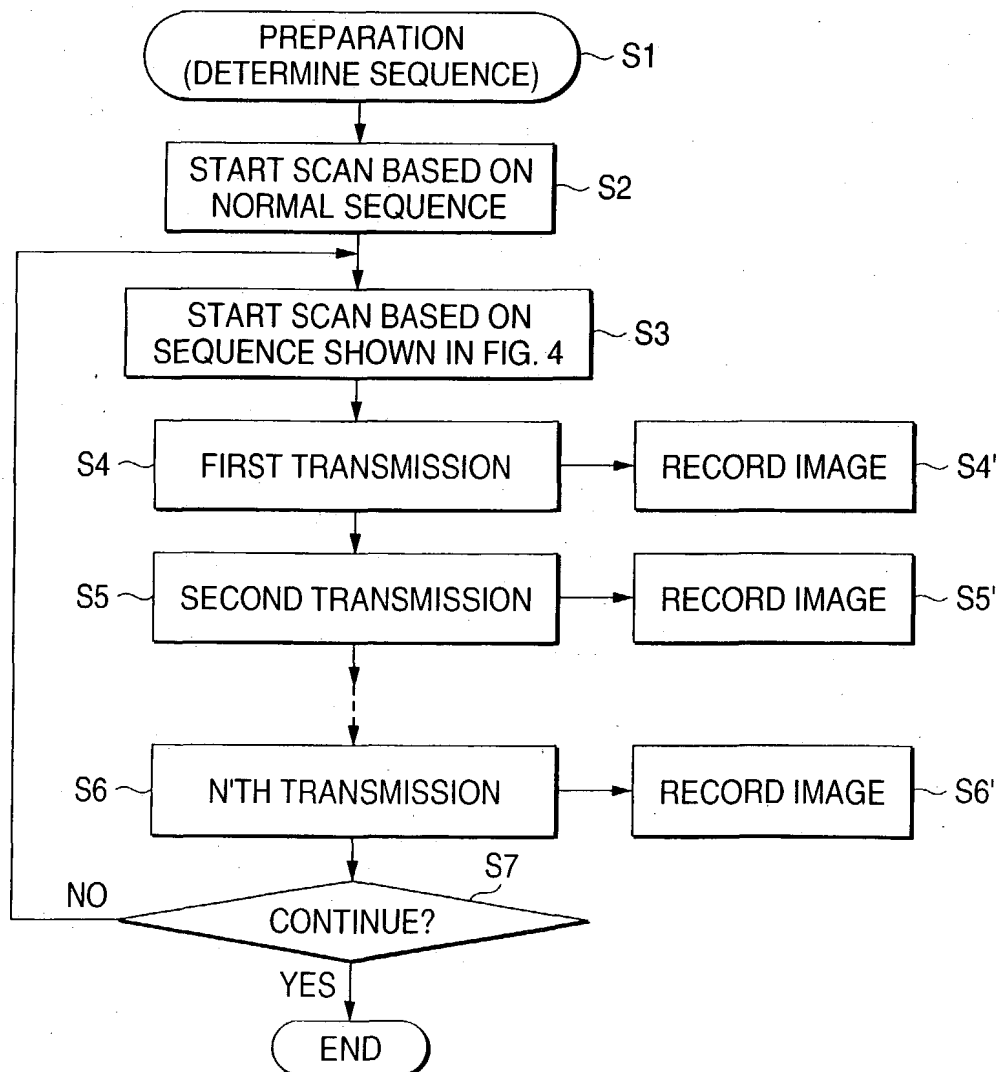 PREPARATION
(DETERMINE SEQUENCE)
S1
START SCAN BASED ON
NORMAL SEQUENCE
S2
START SCAN BASED ON
SEQUENCE SHOWN IN FIG. 4
S3
S4
FIRST TRANSMISSION
RECORD IMAGE
S4'
S5
SECOND TRANSMISSION
RECORD IMAGE
S5'
S6
N'TH TRANSMISSION
RECORD IMAGE
S6'
S7
NO
CONTINUE?
YES
END